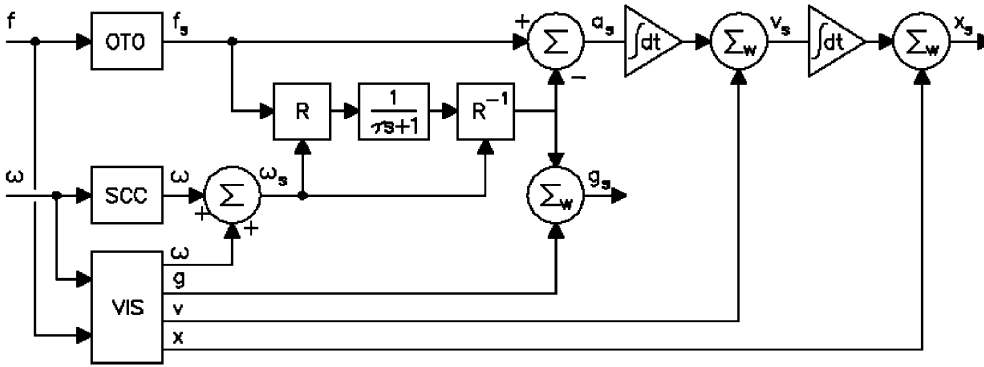 f
OTO
f_s
+
Σ
a_s
∫dt
Σ_w
v_s
∫dt
Σ_w
x_s
−
R
1
τs+1
R^{-1}
ω
SCC
ω
Σ
ω_s
Σ_w
g_s
+
+
VIS
ω
g
v
x